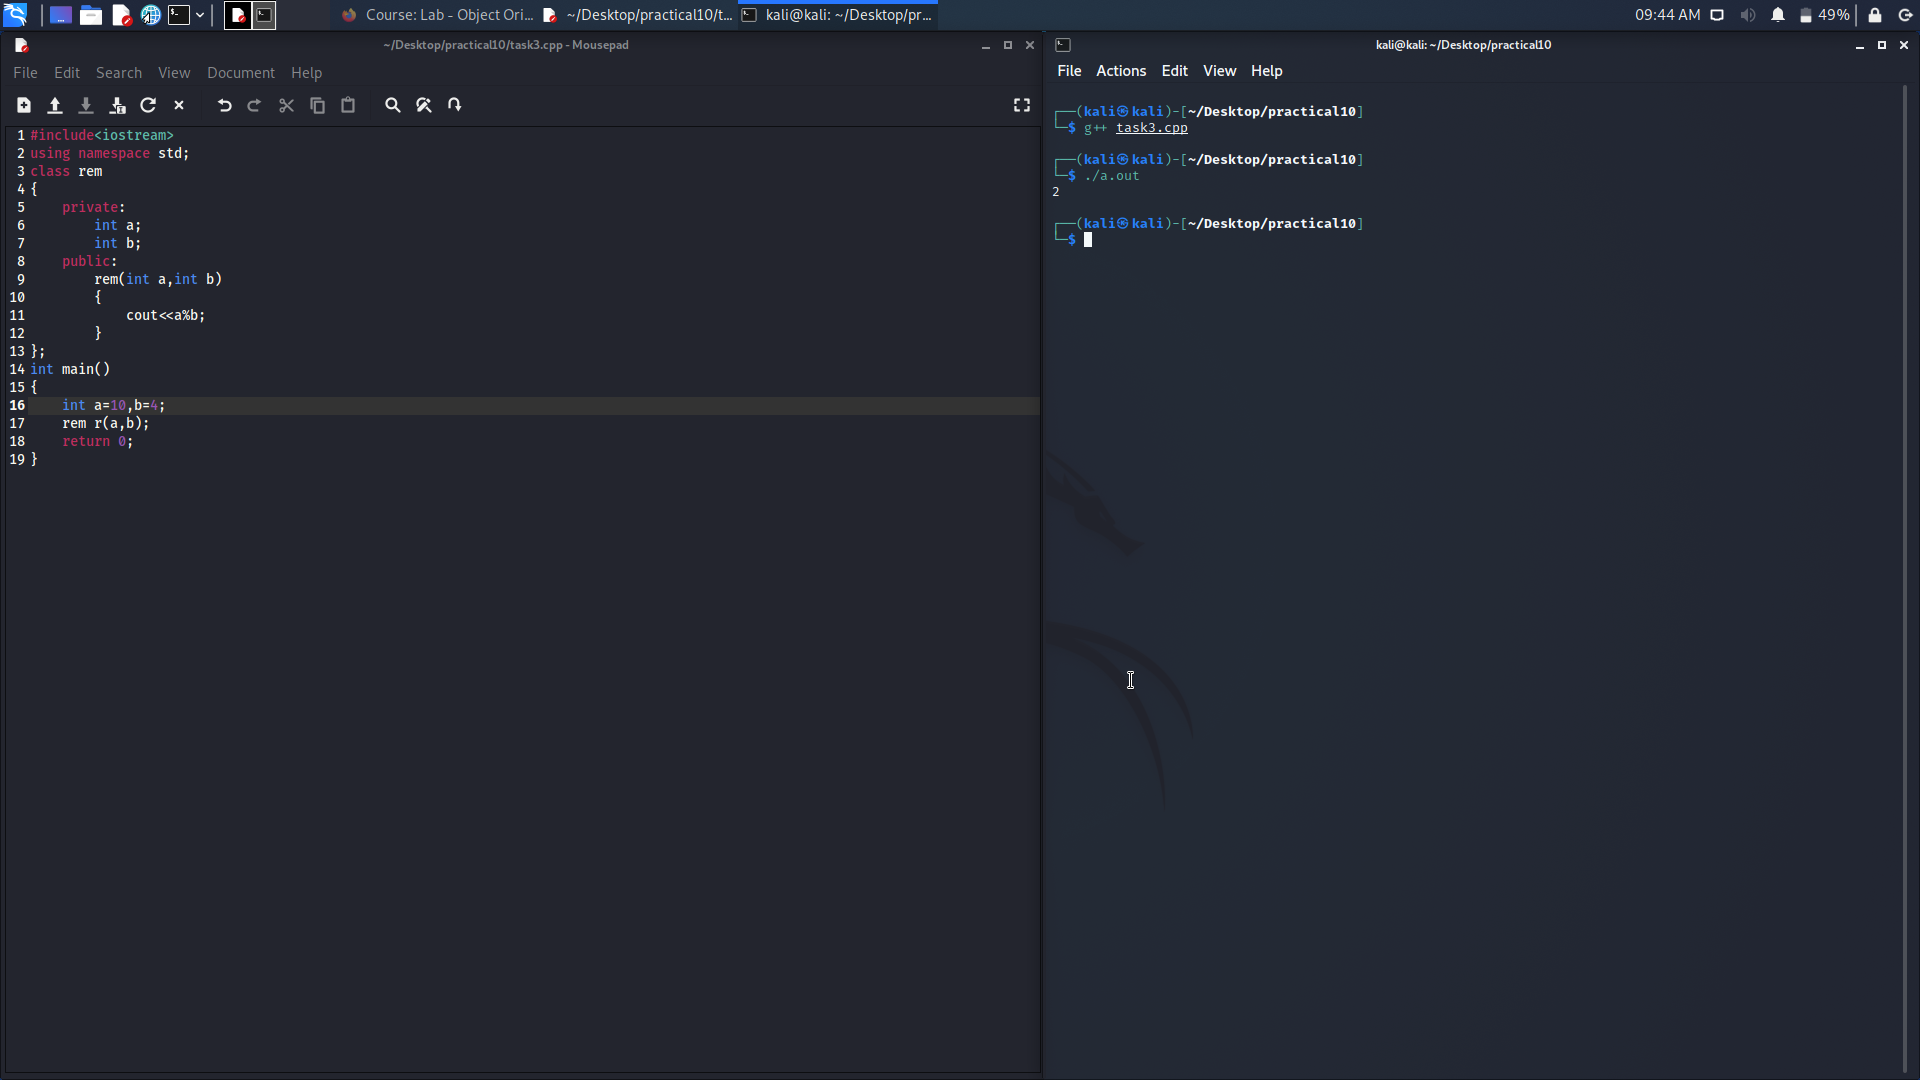 Course: Lab - Object Ori...
~/Desktop/practical10/t...
kali@kali: ~/Desktop/pr...
09:44 AM
49%
~/Desktop/practical10/task3.cpp - Mousepad
File Edit Search View Document Help
1 #include<iostream>
2 using namespace std;
3 class rem
4 {
5     private:
6         int a;
7         int b;
8     public:
9         rem(int a,int b)
10         {
11             cout<<a%b;
12         }
13 };
14 int main()
15 {
16     int a=10,b=4;
17     rem r(a,b);
18     return 0;
19 }
kali@kali: ~/Desktop/practical10
File Actions Edit View Help
┌──(kali㉿kali)-[~/Desktop/practical10]
└─$ g++ task3.cpp
┌──(kali㉿kali)-[~/Desktop/practical10]
└─$ ./a.out
2
┌──(kali㉿kali)-[~/Desktop/practical10]
└─$